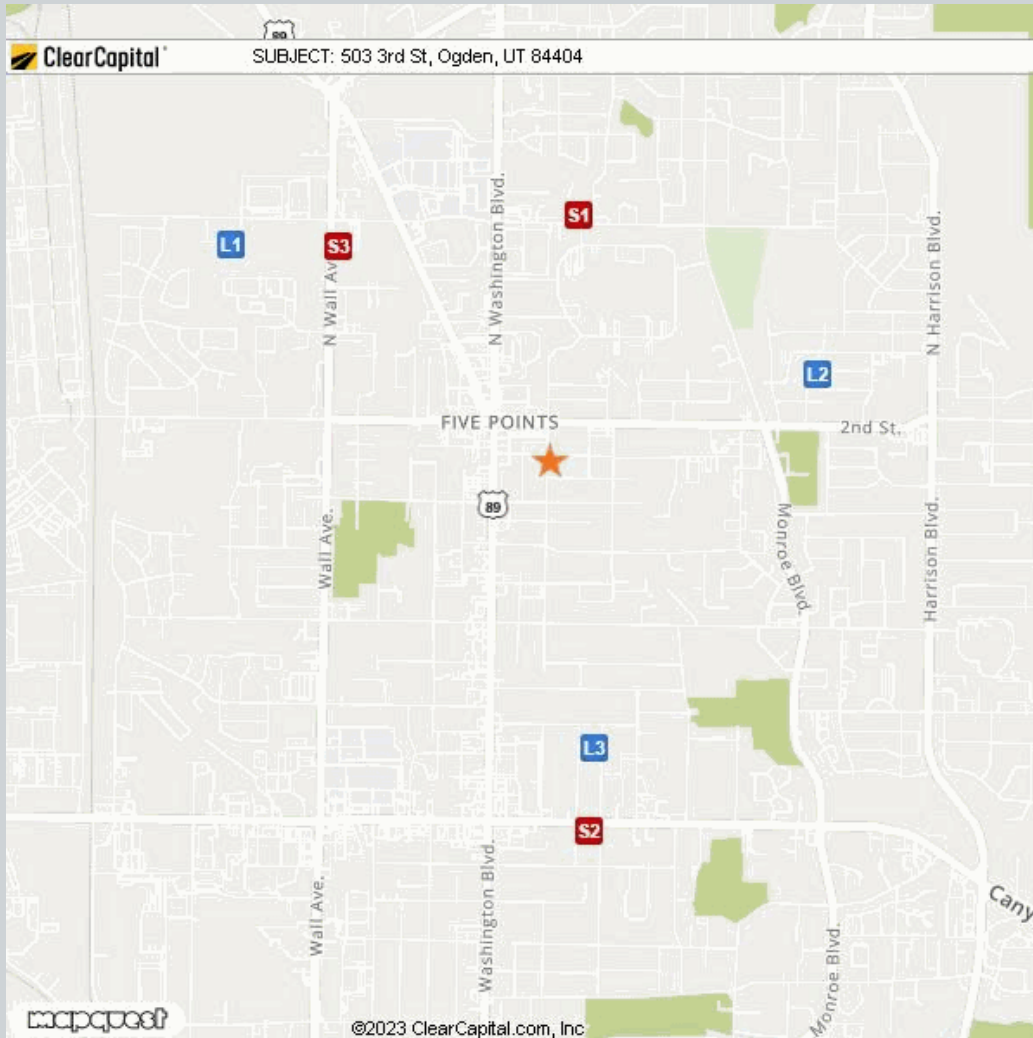 89
ClearCapital
SUBJECT: 503 3rd St, Ogden, UT 84404
N Washington Blvd.
S1
N Harrison Blvd.
L1
S3
N Wall Av
L2
FIVE POINTS
2nd St.
89
Wall Ave.
Monroe Blvd.
Harrison Blvd.
L3
S2
Washington Blvd.
Wall Ave.
Cany
Monroe Blvd.
mapquest
©2023 ClearCapital.com, Inc